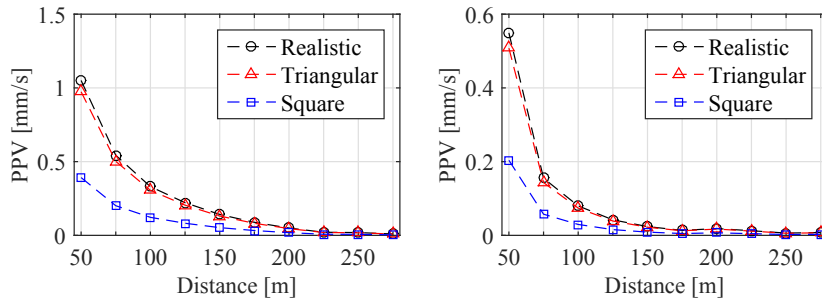 1.5
1
0.5
0
PPV [mm/s]
50
100
150
200
250
Distance [m]
Realistic
Triangular
Square
0.6
0.4
0.2
0
PPV [mm/s]
50
100
150
200
250
Distance [m]
Realistic
Triangular
Square